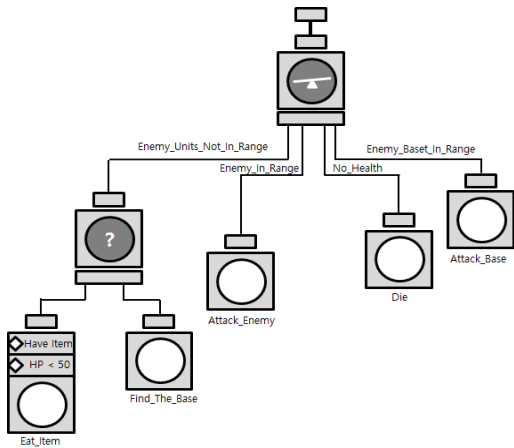 Enemy_Units_Not_In_Range
Enemy_Baset_In_Range
Enemy_In_Range
No_Health
?
Attack_Base
Die
Attack_Enemy
Have Item
HP < 50
Find_The_Base
Eat_Item